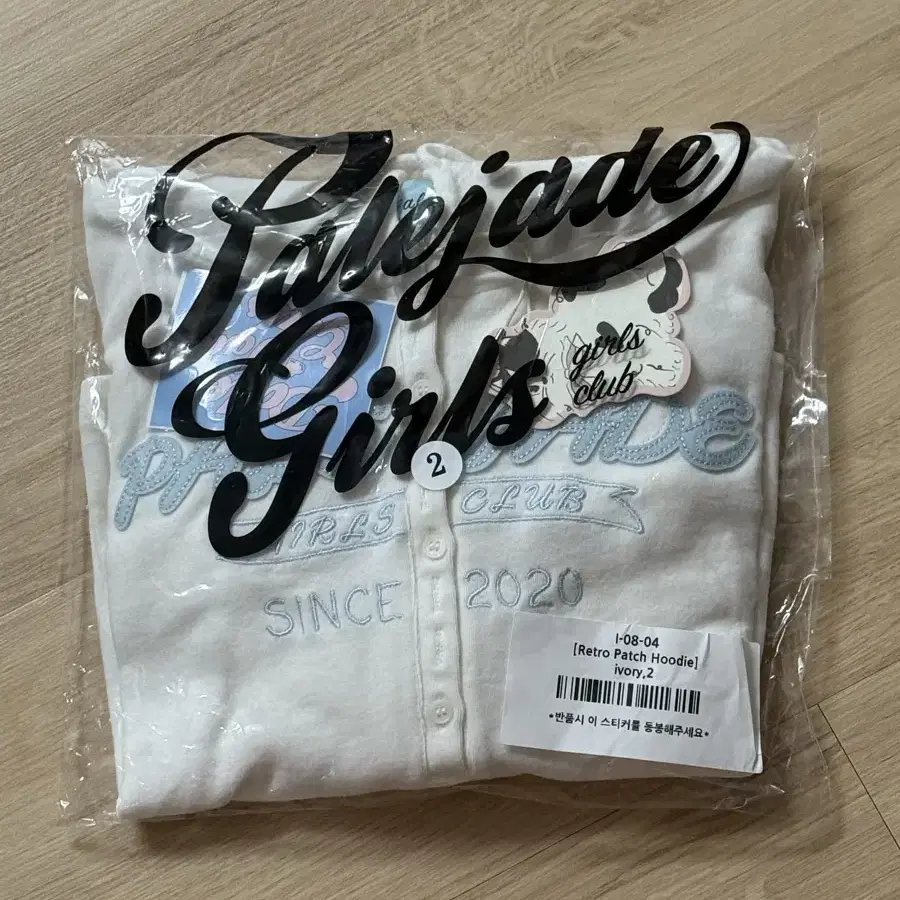 Palejade
Girls
girls
club
2
GIRLS CLUB
SINCE 2020
I-08-04
[Retro Patch Hoodie]
ivory,2
*반품시 이 스티커를 동봉해주세요*